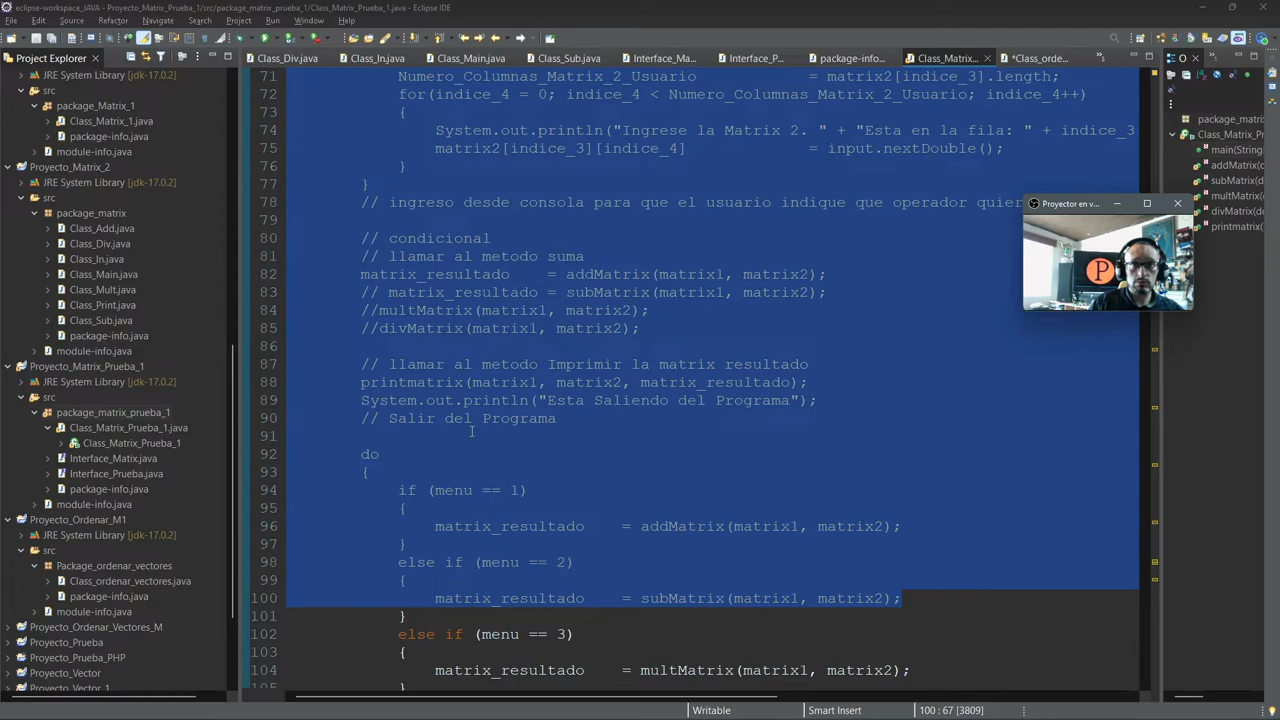 eclipse-workspace_JAVA - Proyecto_Matrix_Prueba_1/src/package_matrix_prueba_1/Class_Matrix_Prueba_1.java - Eclipse IDE
File Edit Source Refactor Navigate Search Project Run Window Help
Project Explorer
JRE System Library [jdk-17.0.2]
src
package_Matrix_1
Class_Matrix_1.java
package-info.java
module-info.java
Proyecto_Matrix_2
JRE System Library [jdk-17.0.2]
src
package_matrix
Class_Add.java
Class_Div.java
Class_In.java
Class_Main.java
Class_Mult.java
Class_Print.java
Class_Sub.java
package-info.java
module-info.java
Proyecto_Matrix_Prueba_1
JRE System Library [jdk-17.0.2]
src
package_matrix_prueba_1
Class_Matrix_Prueba_1.java
Class_Matrix_Prueba_1
Interface_Matix.java
Interface_Prueba.java
package-info.java
module-info.java
Proyecto_Ordenar_M1
JRE System Library [jdk-17.0.2]
src
Package_ordenar_vectores
Class_ordenar_vectores.java
package-info.java
module-info.java
Proyecto_Ordenar_Vectores_M
Proyecto_Prueba
Proyecto_Prueba_PHP
Proyecto_Vector
Proyecto_Vector_1
Class_Div.java Class_In.java Class_Main.java Class_Sub.java Interface_Ma... Interface_P... package-info... Class_Matrix... *Class_orde...
71 Numero_Columnas_Matrix_2_Usuario = matrix2[indice_3].length;
72 for(indice_4 = 0; indice_4 < Numero_Columnas_Matrix_2_Usuario; indice_4++)
73 {
74 System.out.println("Ingrese la Matrix 2. " + "Esta en la fila: " + indice_3
75 matrix2[indice_3][indice_4] = input.nextDouble();
76 }
77 }
78 // ingreso desde consola para que el usuario indique que operador quier
79
80 // condicional
81 // llamar al metodo suma
82 matrix_resultado = addMatrix(matrix1, matrix2);
83 // matrix_resultado = subMatrix(matrix1, matrix2);
84 //multMatrix(matrix1, matrix2);
85 //divMatrix(matrix1, matrix2);
86
87 // llamar al metodo Imprimir la matrix resultado
88 printmatrix(matrix1, matrix2, matrix_resultado);
89 System.out.println("Esta Saliendo del Programa");
90 // Salir del Programa
91
92 do
93 {
94 if (menu == 1)
95 {
96 matrix_resultado = addMatrix(matrix1, matrix2);
97 }
98 else if (menu == 2)
99 {
100 matrix_resultado = subMatrix(matrix1, matrix2);
101 }
102 else if (menu == 3)
103 {
104 matrix_resultado = multMatrix(matrix1, matrix2);
105 }
Proyector en v...
P
O
package_matrix
Class_Matrix_Pr
main(String
addMatrix(d
subMatrix(d
multMatrix(
divMatrix(d
printmatrix(
Writable Smart Insert 100 : 67 [3809]